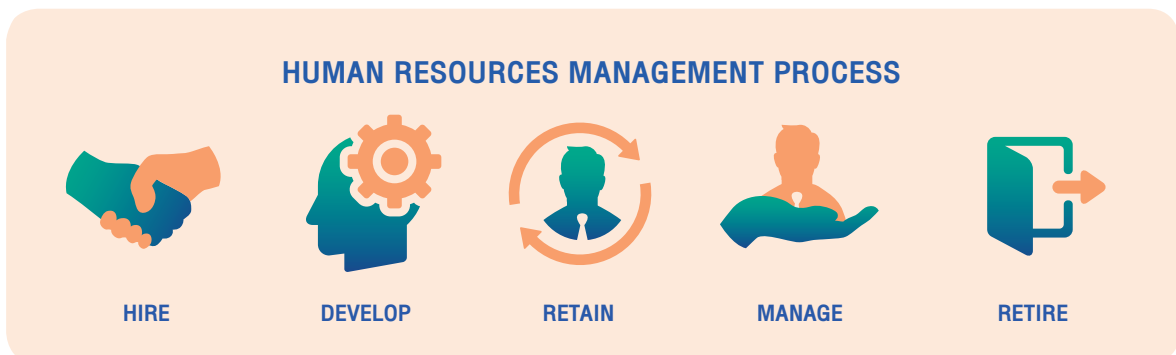 HUMAN RESOURCES MANAGEMENT PROCESS
HIRE
DEVELOP
RETAIN
MANAGE
RETIRE